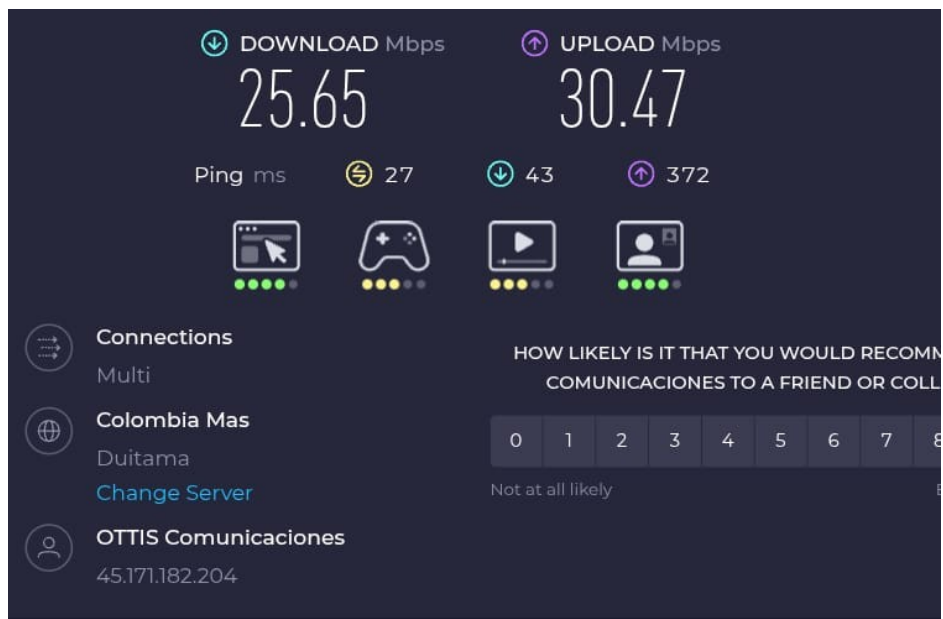 DOWNLOAD Mbps
25.65
UPLOAD Mbps
30.47
Ping ms 27 43 372
Connections
Multi
Colombia Mas
Duitama
Change Server
OTTIS Comunicaciones
45.171.182.204
HOW LIKELY IS IT THAT YOU WOULD RECOMM
COMUNICACIONES TO A FRIEND OR COLL
0 1 2 3 4 5 6 7 8
Not at all likely